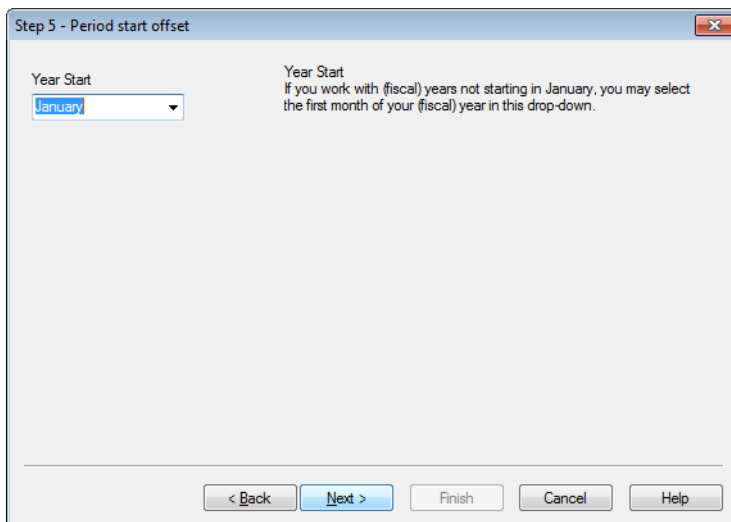 Step 5 - Period start offset
Year Start
January
Year Start
If you work with (fiscal) years not starting in January, you may select
the first month of your (fiscal) year in this drop-down.
< Back
Next >
Finish
Cancel
Help